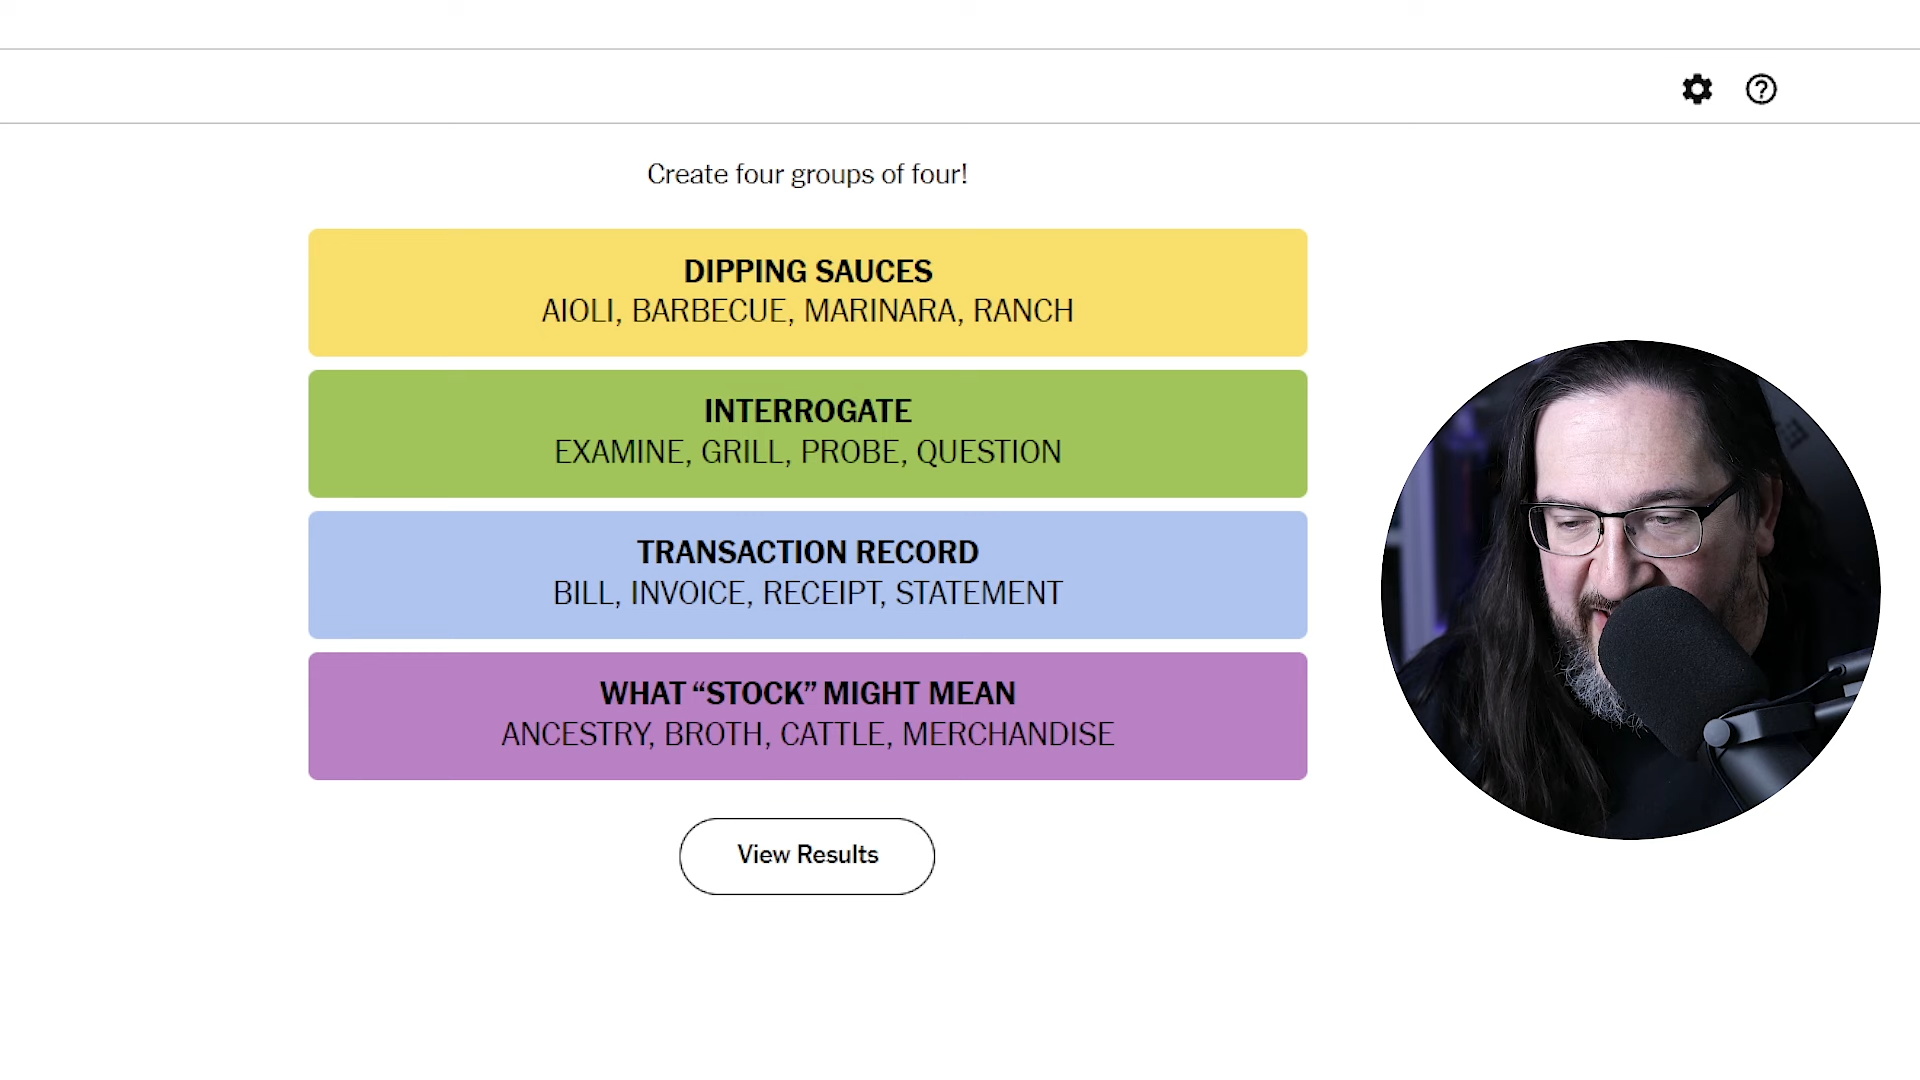 Create four groups of four!
DIPPING SAUCES
AIOLI, BARBECUE, MARINARA, RANCH
INTERROGATE
EXAMINE, GRILL, PROBE, QUESTION
TRANSACTION RECORD
BILL, INVOICE, RECEIPT, STATEMENT
WHAT “STOCK” MIGHT MEAN
ANCESTRY, BROTH, CATTLE, MERCHANDISE
View Results